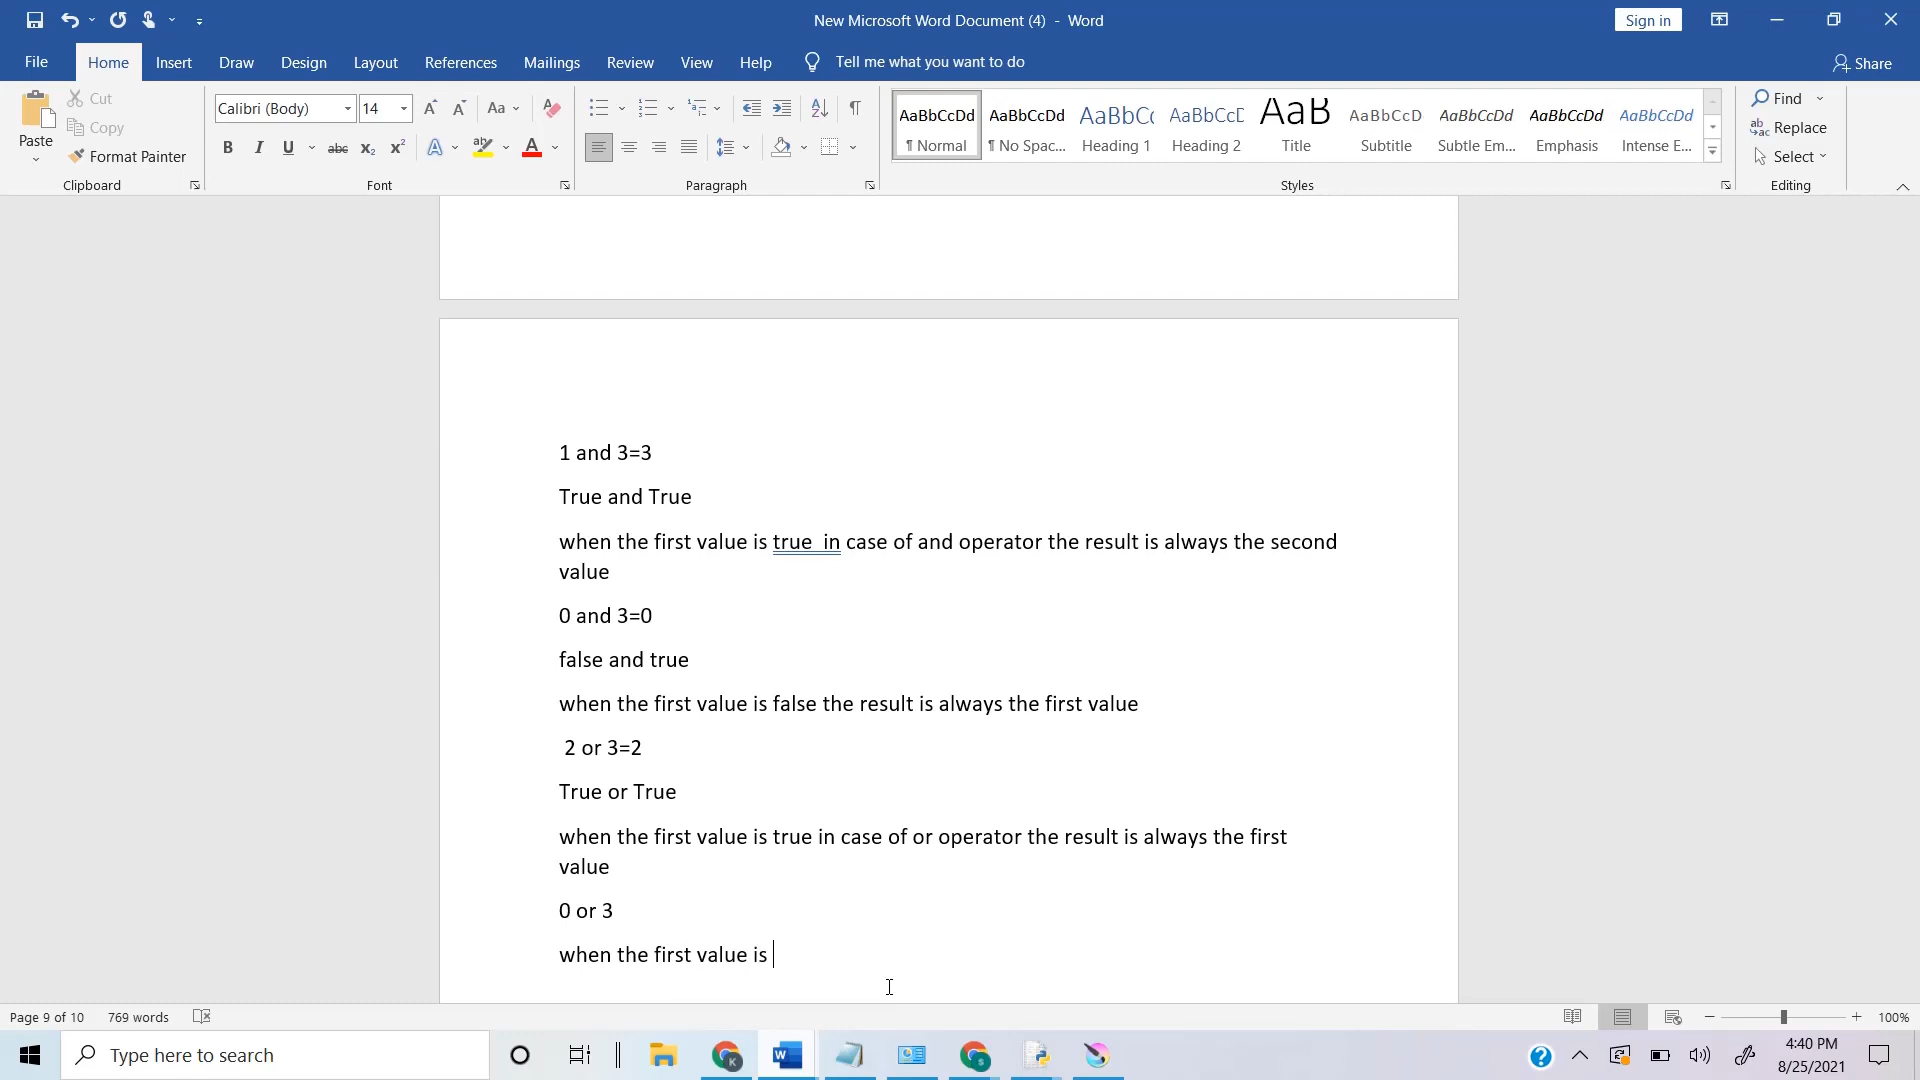 New Microsoft Word Document (4) - Word
Sign in
File Home Insert Draw Design Layout References Mailings Review View Help Tell me what you want to do Share
Paste
Cut
Copy
Format Painter
Clipboard
Calibri (Body) 14 Aa
B I U abc x₂ x² A ab A
Font
¶
Paragraph
AaBbCcDd AaBbCcDd AaBbCc AaBbCcD AaB AaBbCcD AaBbCcDd AaBbCcDd AaBbCcDd
¶ Normal ¶ No Spac... Heading 1 Heading 2 Title Subtitle Subtle Em... Emphasis Intense E...
Styles
Find
Replace
Select
Editing
1 and 3=3
True and True
when the first value is true  in case of and operator the result is always the second
value
0 and 3=0
false and true
when the first value is false the result is always the first value
2 or 3=2
True or True
when the first value is true in case of or operator the result is always the first
value
0 or 3
when the first value is
Page 9 of 10 769 words 100%
Type here to search
4:40 PM
8/25/2021